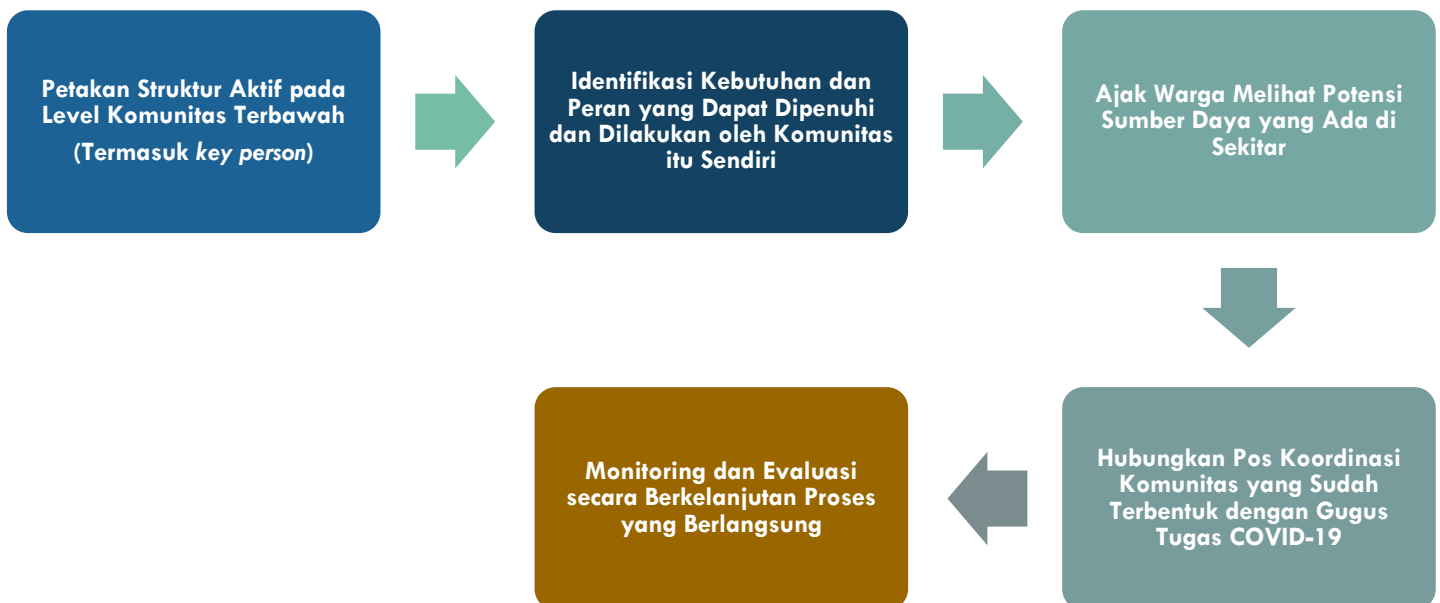 Petakan Struktur Aktif pada
Level Komunitas Terbawah
(Termasuk key person)
Identifikasi Kebutuhan dan
Peran yang Dapat Dipenuhi
dan Dilakukan oleh Komunitas
itu Sendiri
Ajak Warga Melihat Potensi
Sumber Daya yang Ada di
Sekitar
Hubungkan Pos Koordinasi
Komunitas yang Sudah
Terbentuk dengan Gugus
Tugas COVID-19
Monitoring dan Evaluasi
secara Berkelanjutan Proses
yang Berlangsung